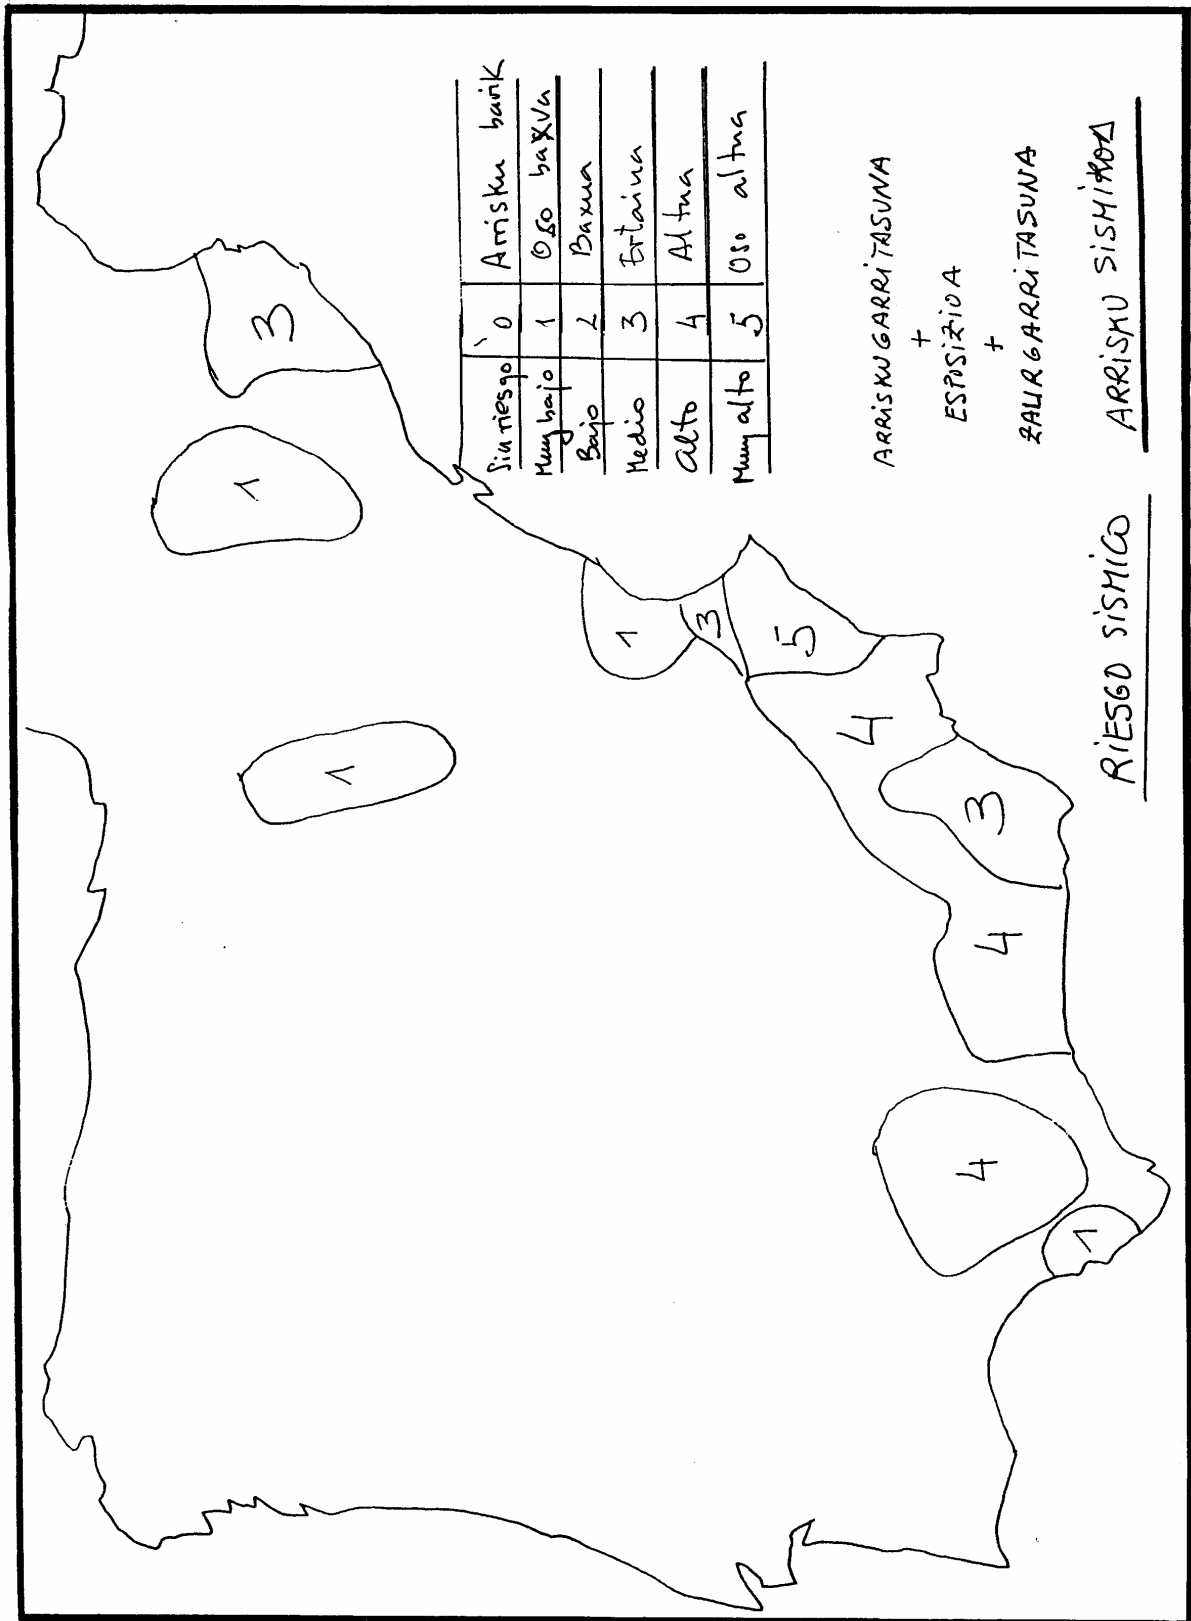 1
3
1
1
3
5
4
4
3
4
1
Sin riesgo 0 Arrisku barik
Muy bajo 1 Oso baxua
Bajo 2 Baxua
Medio 3 Ertaina
alto 4 Altua
Muy alto 5 Oso altua
ARRISKUGARRITASUNA
+
ESPOSIZIOA
+
ZAURGARRITASUNA
RIESGO SISMICO ARRISKU SISMIKOA